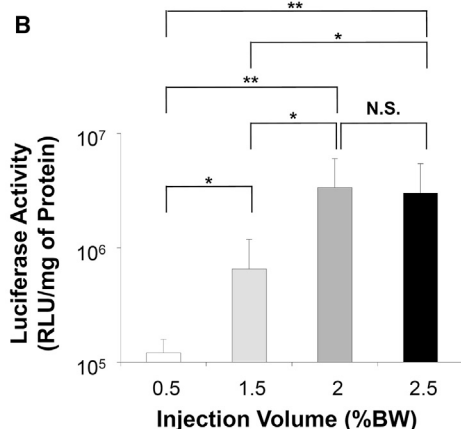 B
**
*
**
*
N.S.
*
Luciferase Activity
(RLU/mg of Protein)
10⁷
10⁶
10⁵
0.5 1.5 2 2.5
Injection Volume (%BW)